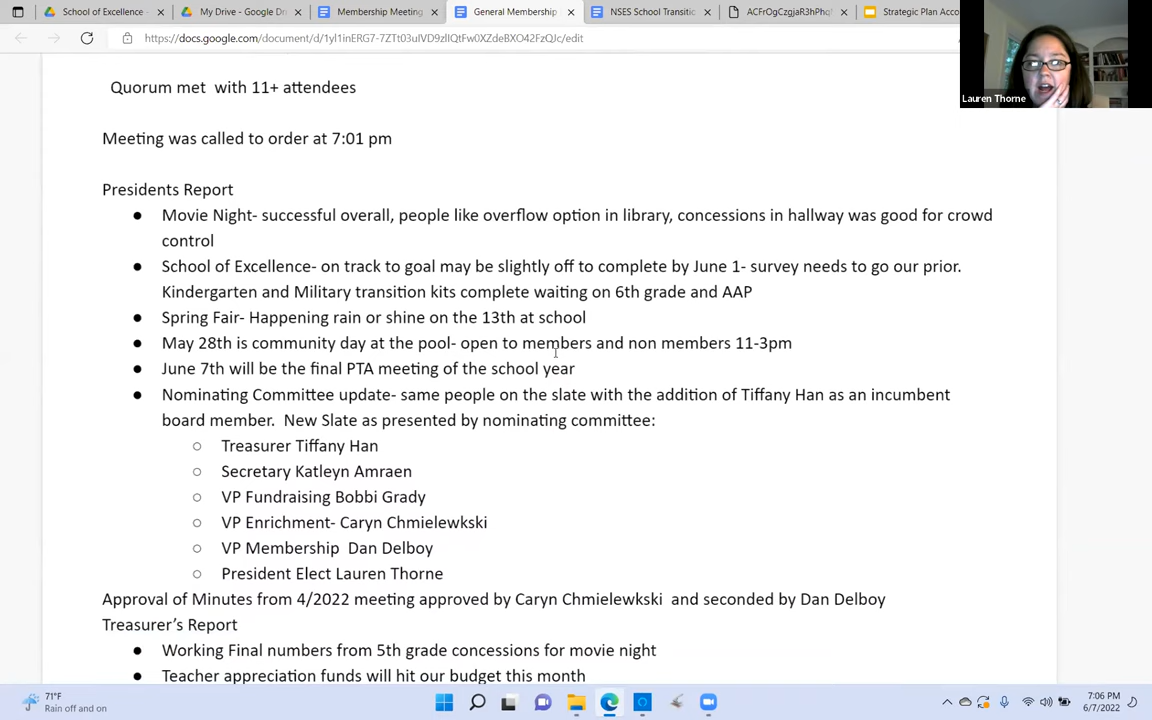 School of Excellence -
My Drive - Google Dri
Membership Meeting
General Membership
NSES School Transitic
ACFrOgCzgjaR3hPhq
Strategic Plan Acco
https://docs.google.com/document/d/1yl1inERG7-7ZTt03ulVD9zlIQtFw0XZdeBXO42FzQJc/edit
Lauren Thorne
Quorum met with 11+ attendees
Meeting was called to order at 7:01 pm
Presidents Report
● Movie Night- successful overall, people like overflow option in library, concessions in hallway was good for crowd
control
● School of Excellence- on track to goal may be slightly off to complete by June 1- survey needs to go our prior.
Kindergarten and Military transition kits complete waiting on 6th grade and AAP
● Spring Fair- Happening rain or shine on the 13th at school
● May 28th is community day at the pool- open to members and non members 11-3pm
● June 7th will be the final PTA meeting of the school year
● Nominating Committee update- same people on the slate with the addition of Tiffany Han as an incumbent
board member. New Slate as presented by nominating committee:
○ Treasurer Tiffany Han
○ Secretary Katleyn Amraen
○ VP Fundraising Bobbi Grady
○ VP Enrichment- Caryn Chmielewkski
○ VP Membership Dan Delboy
○ President Elect Lauren Thorne
Approval of Minutes from 4/2022 meeting approved by Caryn Chmielewkski and seconded by Dan Delboy
Treasurer's Report
● Working Final numbers from 5th grade concessions for movie night
● Teacher appreciation funds will hit our budget this month
71°F
Rain off and on
7:06 PM
6/7/2022